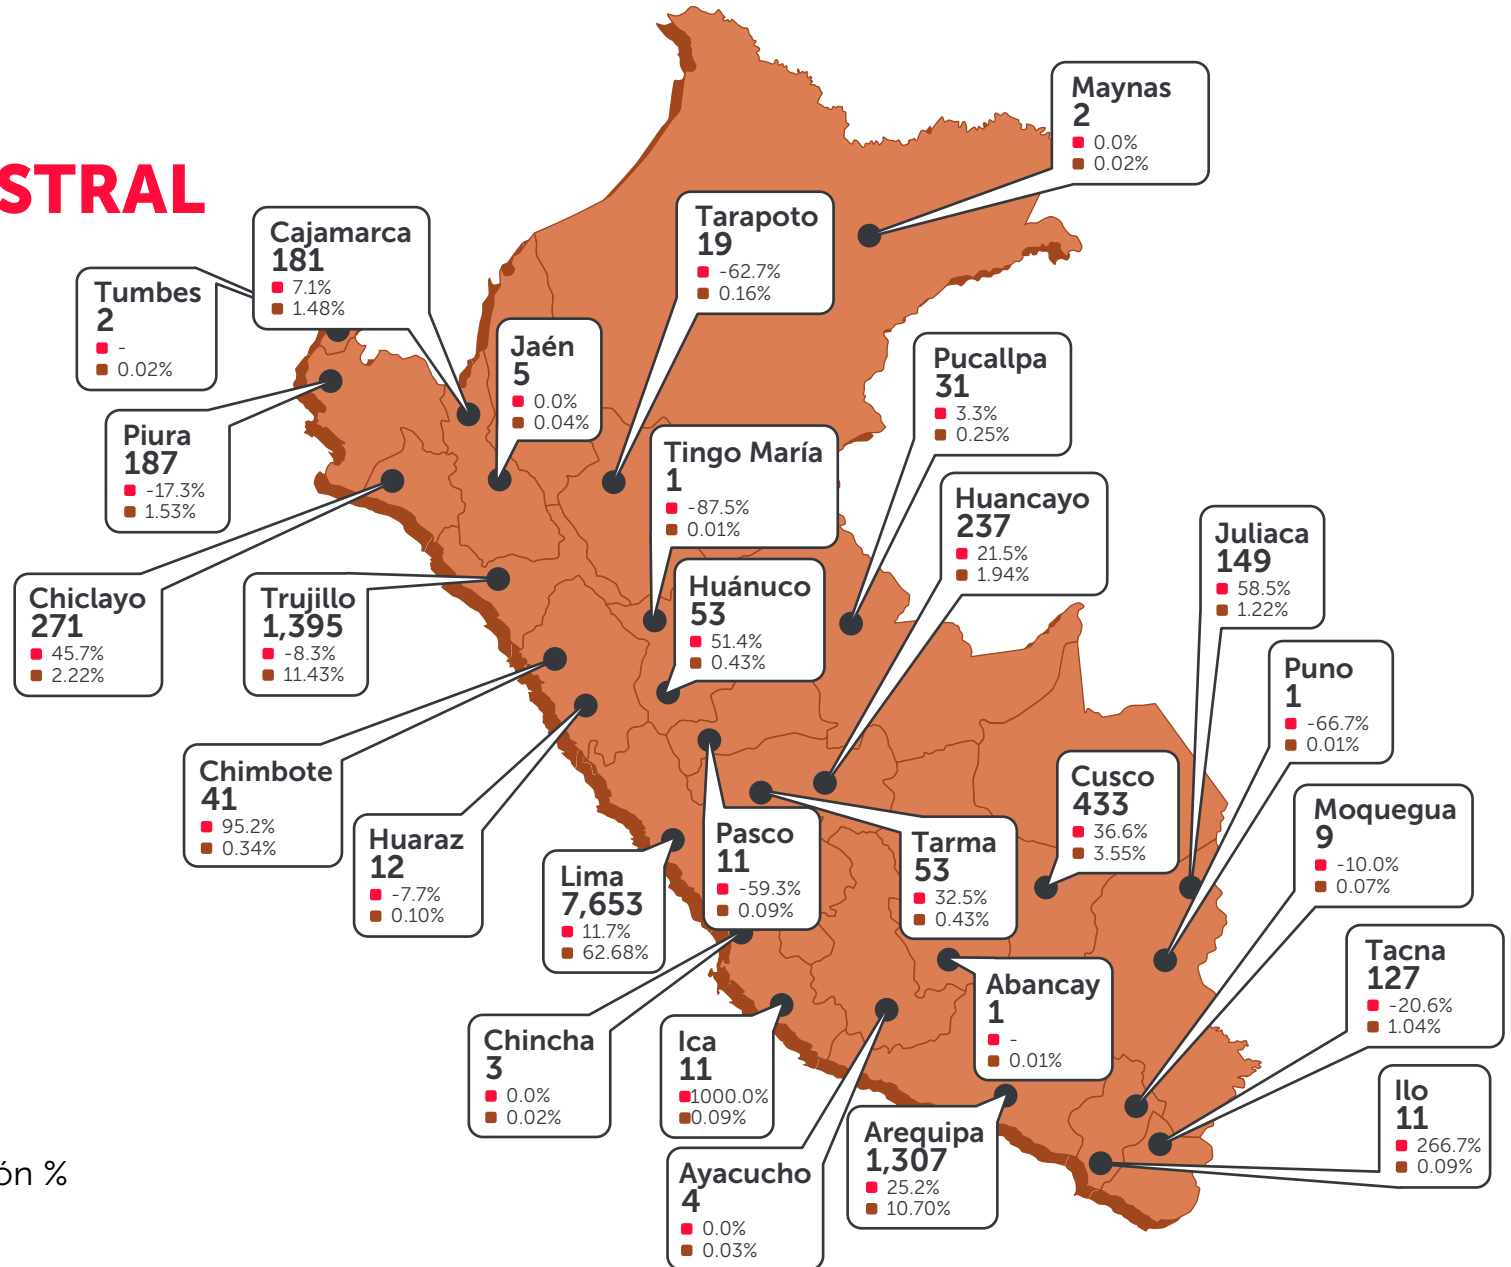 STRAL
Maynas
2
0.0%
0.02%
Tarapoto
19
-62.7%
0.16%
Cajamarca
181
7.1%
1.48%
Tumbes
2
-
0.02%
Jaén
5
0.0%
0.04%
Pucallpa
31
3.3%
0.25%
Piura
187
-17.3%
1.53%
Tingo María
1
-87.5%
0.01%
Huancayo
237
21.5%
1.94%
Juliaca
149
58.5%
1.22%
Chiclayo
271
45.7%
2.22%
Trujillo
1,395
-8.3%
11.43%
Huánuco
53
51.4%
0.43%
Puno
1
-66.7%
0.01%
Chimbote
41
95.2%
0.34%
Cusco
433
36.6%
3.55%
Moquegua
9
-10.0%
0.07%
Huaraz
12
-7.7%
0.10%
Lima
7,653
11.7%
62.68%
Pasco
11
-59.3%
0.09%
Tarma
53
32.5%
0.43%
Tacna
127
-20.6%
1.04%
Abancay
1
-
0.01%
Chincha
3
0.0%
0.02%
Ica
11
1000.0%
0.09%
Ilo
11
266.7%
0.09%
Arequipa
1,307
25.2%
10.70%
Ayacucho
4
0.0%
0.03%
ón %